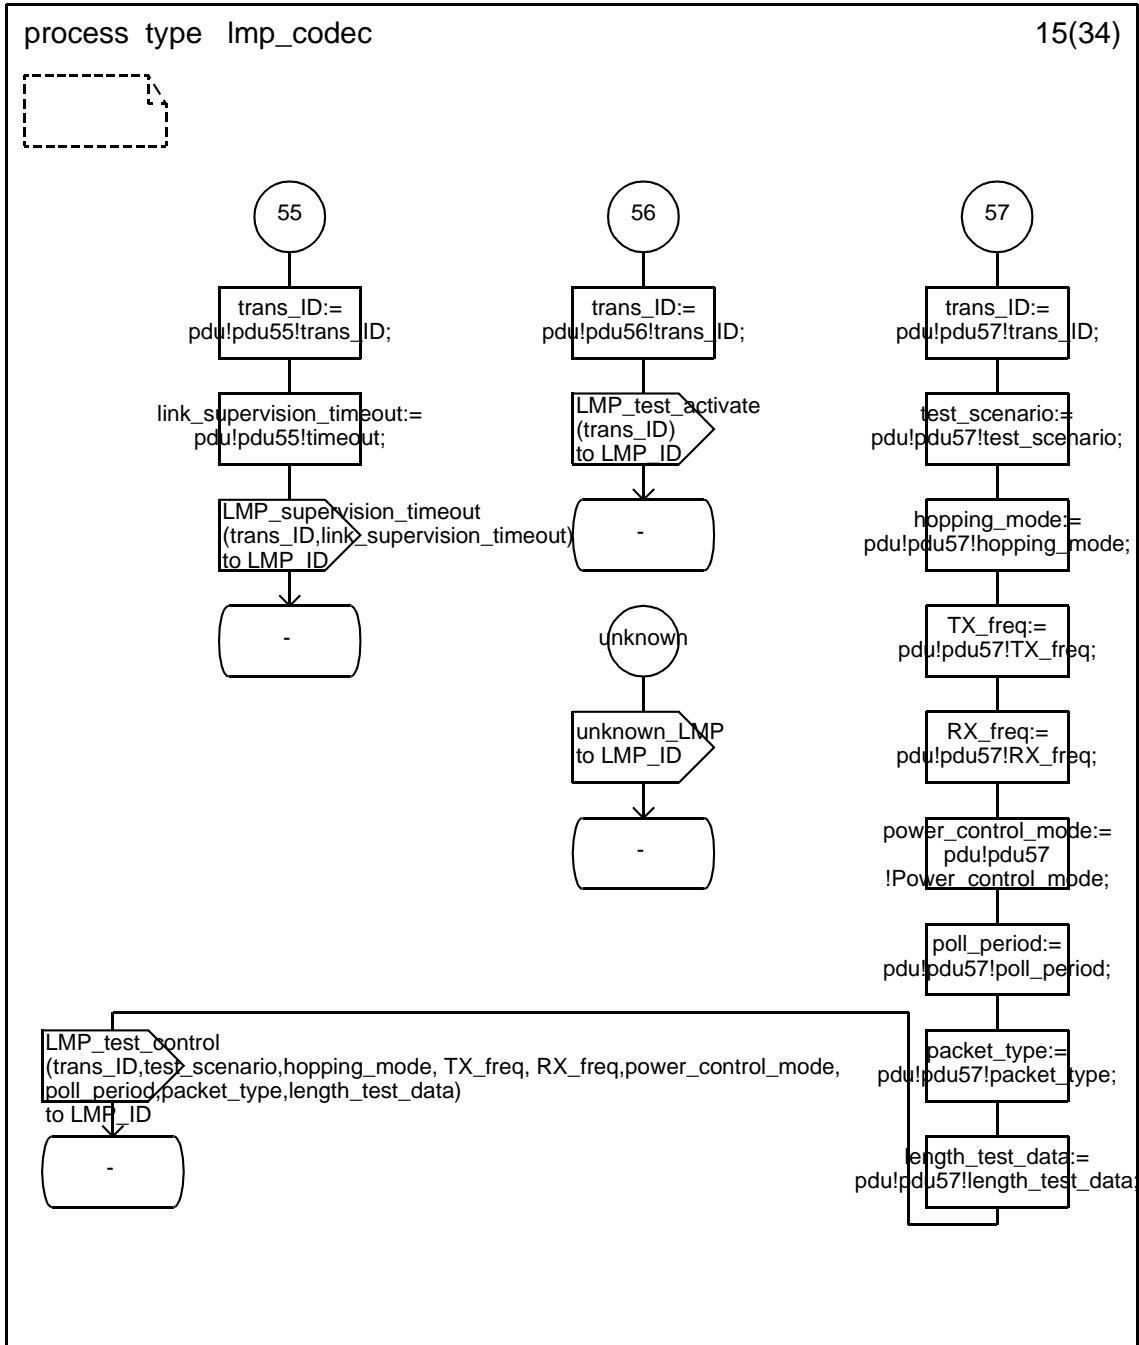 process type lmp_codec
15(34)
55
trans_ID:=
pdu!pdu55!trans_ID;
link_supervision_timeout:=
pdu!pdu55!timeout;
LMP_supervision_timeout
(trans_ID,link_supervision_timeout)
to LMP_ID
-
56
trans_ID:=
pdu!pdu56!trans_ID;
LMP_test_activate
(trans_ID)
to LMP_ID
-
unknown
unknown_LMP
to LMP_ID
-
57
trans_ID:=
pdu!pdu57!trans_ID;
test_scenario:=
pdu!pdu57!test_scenario;
hopping_mode:=
pdu!pdu57!hopping_mode;
TX_freq:=
pdu!pdu57!TX_freq;
RX_freq:=
pdu!pdu57!RX_freq;
power_control_mode:=
pdu!pdu57
!Power_control_mode;
poll_period:=
pdu!pdu57!poll_period;
packet_type:=
pdu!pdu57!packet_type;
length_test_data:=
pdu!pdu57!length_test_data;
LMP_test_control
(trans_ID,test_scenario,hopping_mode, TX_freq, RX_freq,power_control_mode,
poll_period,packet_type,length_test_data)
to LMP_ID
-